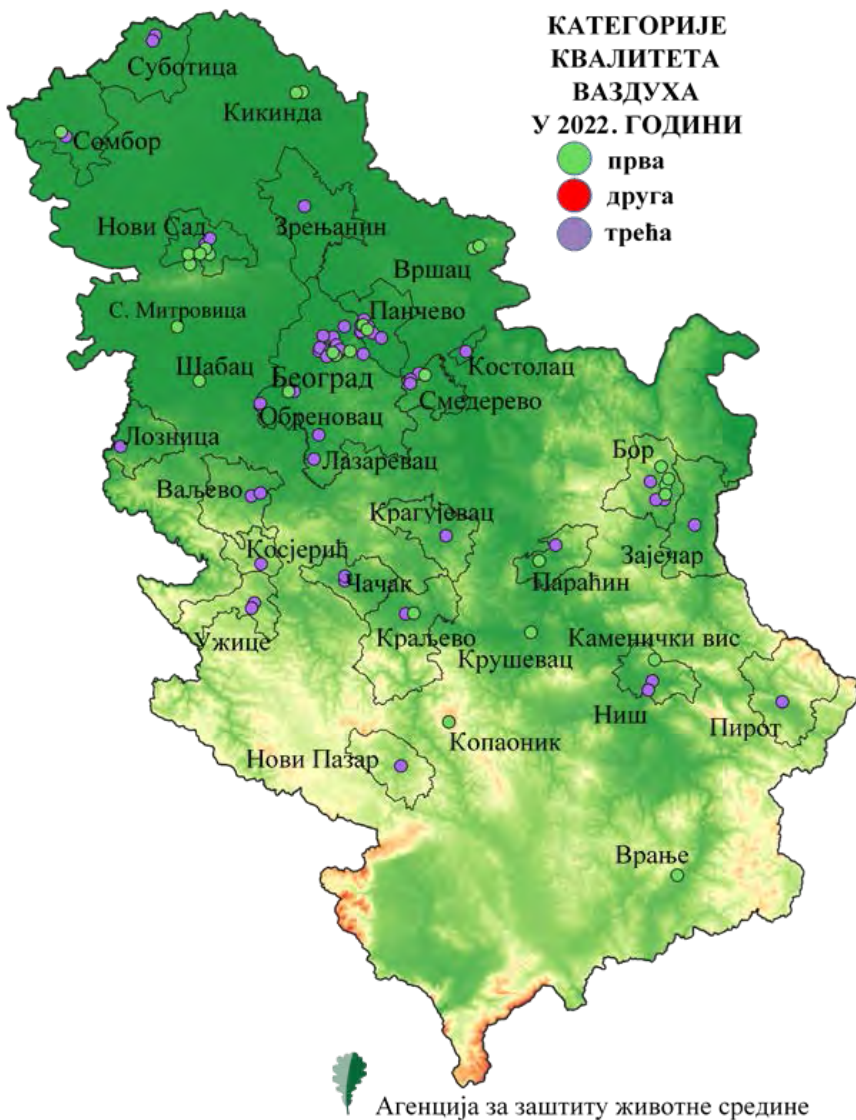 КАТЕГОРИЈЕ
КВАЛИТЕТА
ВАЗДУХА
У 2022. ГОДИНИ
прва
друга
трећа
Суботица
Кикинда
Сомбор
Нови Сад
Зрењанин
Вршац
С. Митровица
Панчево
Шабац
Београд
Костолац
Смедерево
Обреновац
Лозница
Лазаревац
Бор
Ваљево
Крагујевац
Косјерић
Зајечар
Чачак
Параћин
Ужице
Краљево
Крушевац
Каменички вис
Ниш
Пирот
Копаоник
Нови Пазар
Врање
Агенција за заштиту животне средине